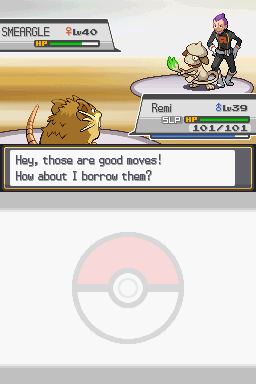 SMEARGLE ♀Lv40
HP
Remi ♂Lv39
SLP HP
101/101
Hey, those are good moves!
How about I borrow them?